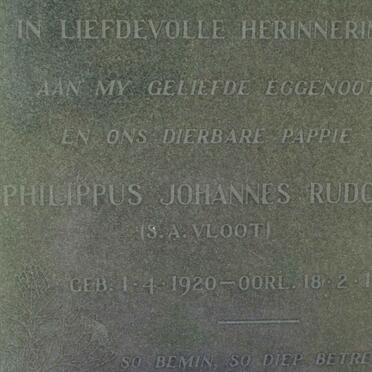 IN LIEFDEVOLLE HERINNERIN
AAN MY GELIEFDE EGGENOOT
EN ONS DIERBARE PAPPIE
PHILIPPUS JOHANNES RUDO
(S.A. VLOOT)
GEB. 1·4·1920—OORL. 18·2·1
SO BEMIN, SO DIEP BETRE